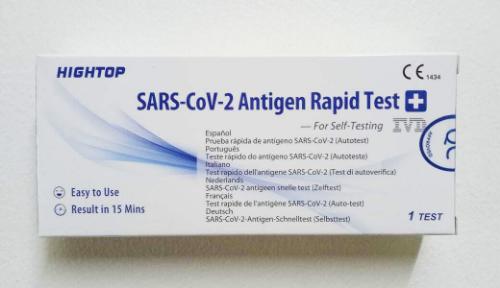 HIGHTOP
CE 1434
SARS-CoV-2 Antigen Rapid Test
— For Self-Testing IVD
Español
Prueba rápida de antígeno SARS-CoV-2 (Autotest)
Português
Teste rápido do antigénio SARS-CoV-2 (Autoteste)
Italiano
Test rapido dell'antigene SARS-CoV-2 (Test di autoverifica)
Nederlands
SARS-CoV-2 antigeen snelle test (Zelftest)
Français
Test rapide de l'antigène SARS-CoV-2 (Auto-test)
Deutsch
SARS-CoV-2-Antigen-Schnelltest (Selbsttest)
Easy to Use
Result in 15 Mins
1 TEST